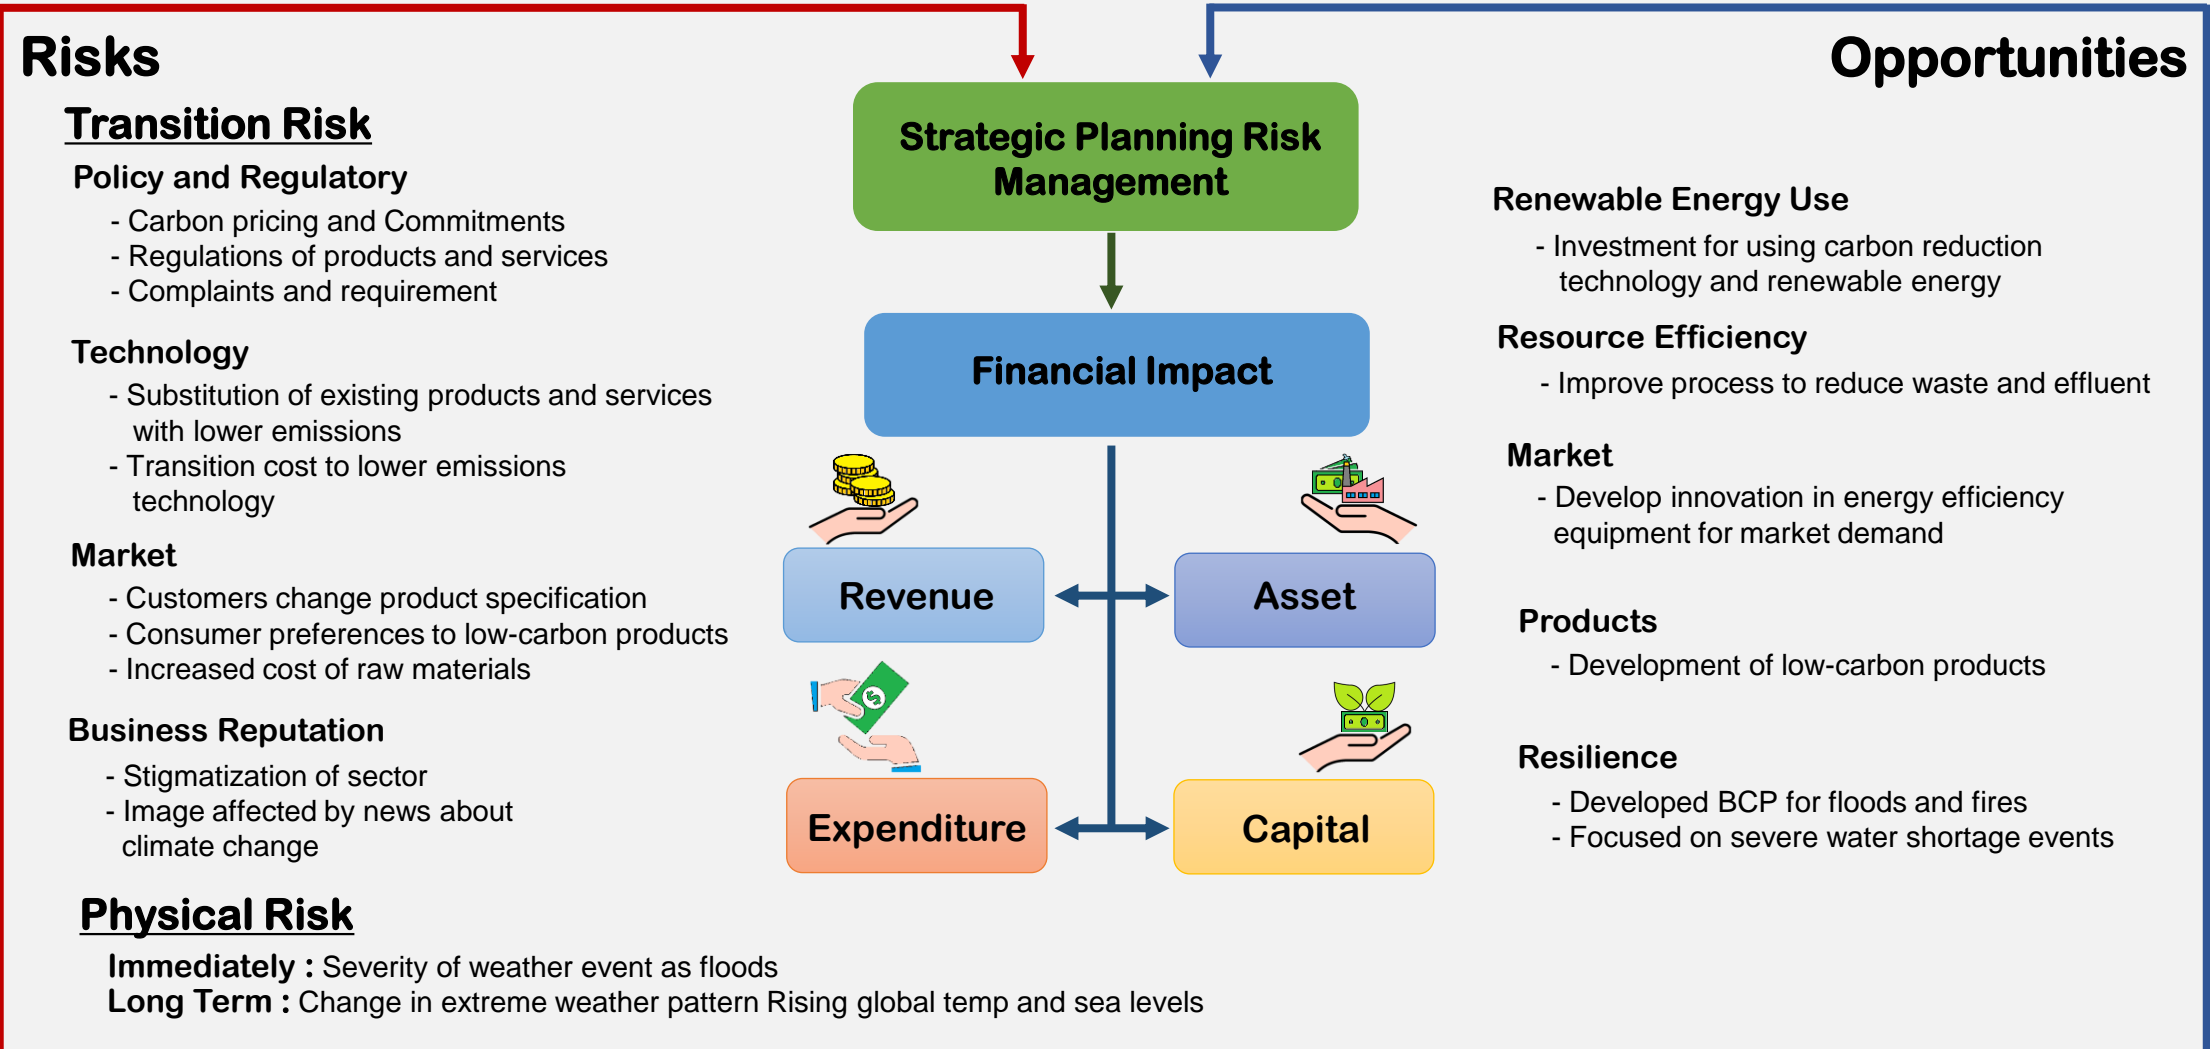 Risks
Transition Risk
Policy and Regulatory
- Carbon pricing and Commitments
- Regulations of products and services
- Complaints and requirement
Technology
- Substitution of existing products and services
with lower emissions
- Transition cost to lower emissions
technology
Market
- Customers change product specification
- Consumer preferences to low-carbon products
- Increased cost of raw materials
Business Reputation
- Stigmatization of sector
- Image affected by news about
climate change
Physical Risk
Immediately : Severity of weather event as floods
Long Term : Change in extreme weather pattern Rising global temp and sea levels
Strategic Planning Risk
Management
Financial Impact
Revenue
Asset
Expenditure
Capital
Opportunities
Renewable Energy Use
- Investment for using carbon reduction
technology and renewable energy
Resource Efficiency
- Improve process to reduce waste and effluent
Market
- Develop innovation in energy efficiency
equipment for market demand
Products
- Development of low-carbon products
Resilience
- Developed BCP for floods and fires
- Focused on severe water shortage events